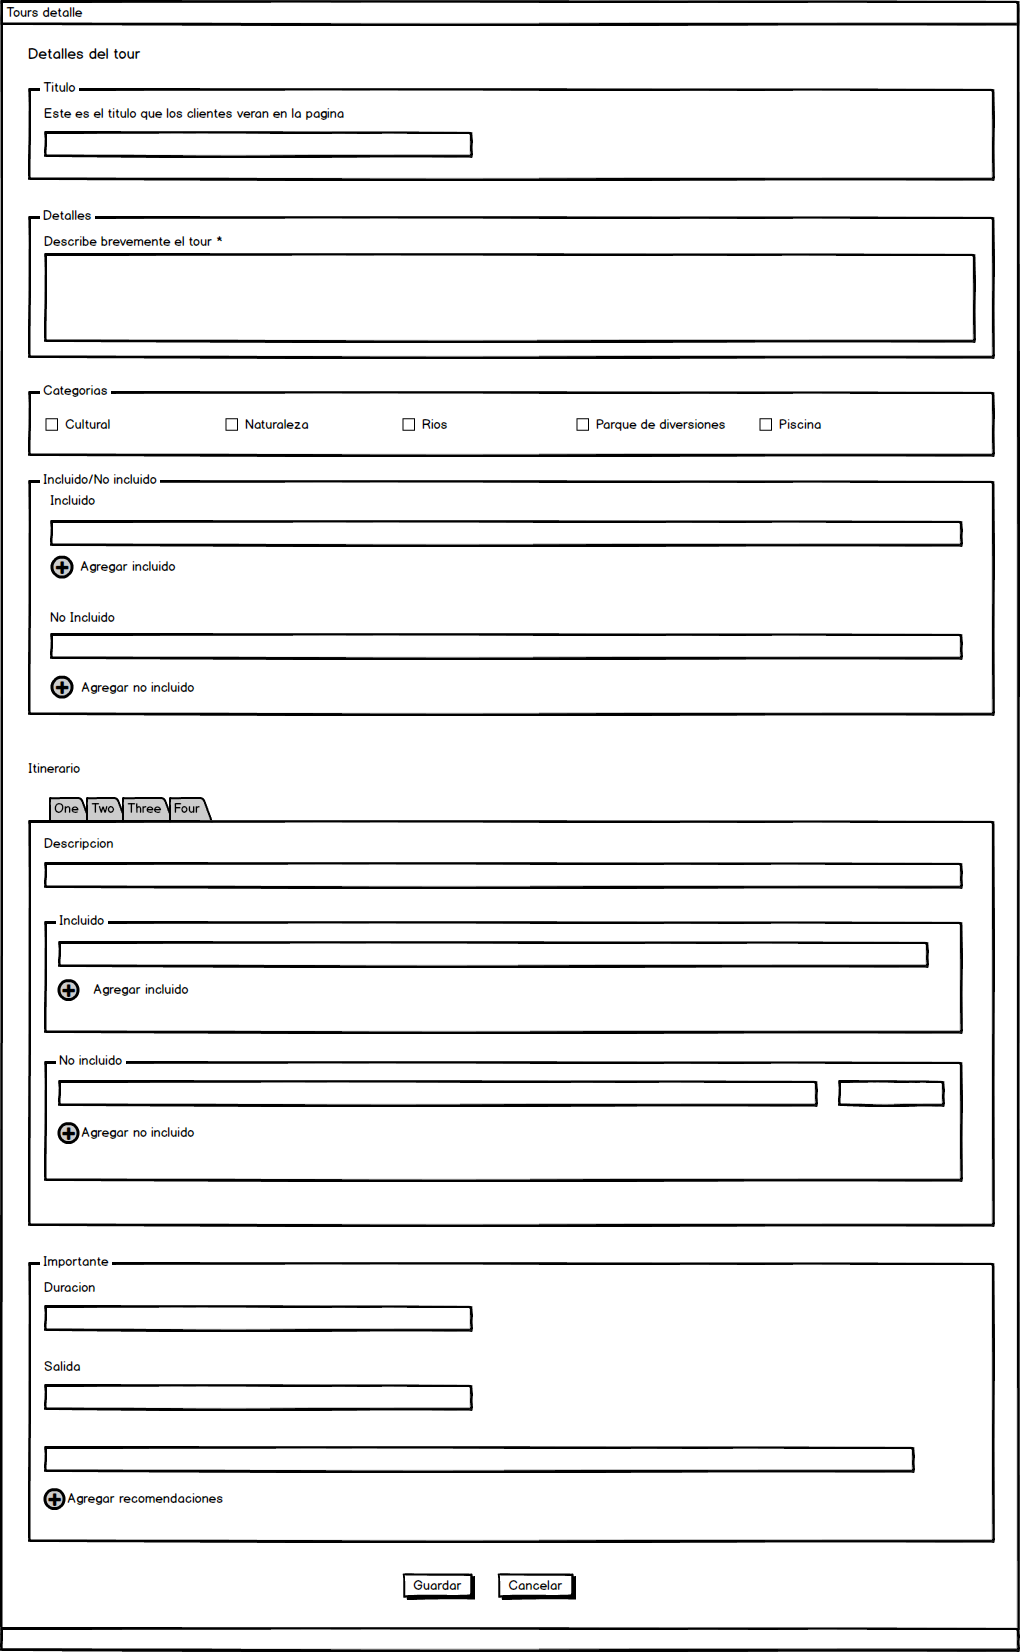 Tours detalle
Detalles del tour
Titulo
Este es el titulo que los clientes veran en la pagina
Detalles
Describe brevemente el tour *
Categorias
Cultural Naturaleza Rios Parque de diversiones Piscina
Incluido/No incluido
Incluido
Agregar incluido
No Incluido
Agregar no incluido
Itinerario
One Two Three Four
Descripcion
Incluido
Agregar incluido
No incluido
Agregar no incluido
Importante
Duracion
Salida
Agregar recomendaciones
Guardar Cancelar